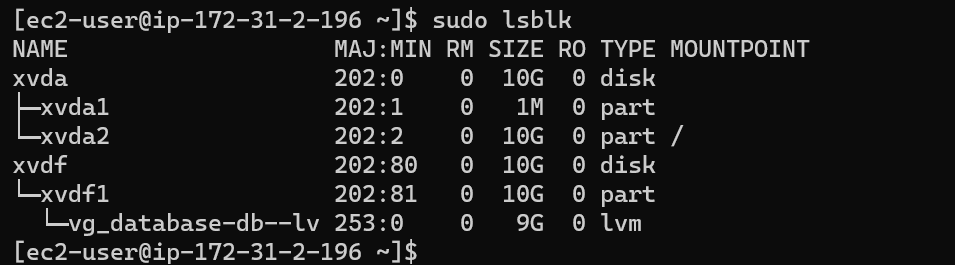 [ec2-user@ip-172-31-2-196 ~]$ sudo lsblk
NAME                   MAJ:MIN RM SIZE RO TYPE MOUNTPOINT
xvda                   202:0    0  10G  0 disk
├─xvda1                202:1    0   1M  0 part
└─xvda2                202:2    0  10G  0 part /
xvdf                   202:80   0  10G  0 disk
└─xvdf1                202:81   0  10G  0 part
  └─vg_database-db--lv 253:0    0   9G  0 lvm
[ec2-user@ip-172-31-2-196 ~]$